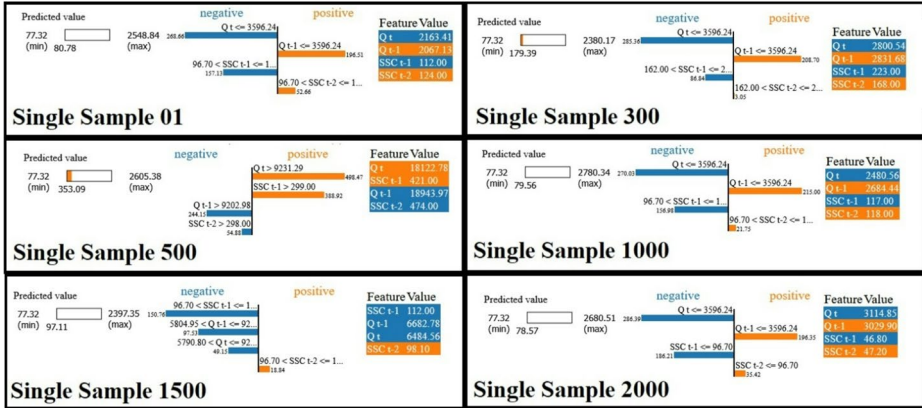 negative positive
Predicted value
77.32 2548.84
(min) 80.78 (max)
Q t <= 3596.24
268.66
Q t-1 <= 3596.24
196.51
96.70 < SSC t-1 <= 1...
157.13
96.70 < SSC t-2 <= 1...
52.66
Feature Value
Q t 2163.41
Q t-1 2067.13
SSC t-1 112.00
SSC t-2 124.00
Single Sample 01
negative positive
Predicted value
77.32 2380.17
(min) 179.39 (max)
Q t <= 3596.24
285.36
Q t-1 <= 3596.24
208.70
162.00 < SSC t-1 <= 2...
86.84
162.00 < SSC t-2 <= 2...
3.05
Feature Value
Q t 2800.54
Q t-1 2831.68
SSC t-1 223.00
SSC t-2 168.00
Single Sample 300
negative positive
Predicted value
77.32 2605.38
(min) 353.09 (max)
Q t > 9231.29
498.47
SSC t-1 > 299.00
388.92
Q t-1 > 9202.98
244.15
SSC t-2 > 298.00
54.88
Feature Value
Q t 18122.78
SSC t-1 421.00
Q t-1 18943.97
SSC t-2 474.00
Single Sample 500
negative positive
Predicted value
77.32 2780.34
(min) 79.56 (max)
Q t <= 3596.24
270.03
Q t-1 <= 3596.24
215.00
96.70 < SSC t-1 <= 1...
156.98
96.70 < SSC t-2 <= 1...
21.75
Feature Value
Q t 2480.56
Q t-1 2684.44
SSC t-1 117.00
SSC t-2 118.00
Single Sample 1000
negative positive
Predicted value
77.32 2397.35
(min) 97.11 (max)
96.70 < SSC t-1 <= 1...
150.76
5804.95 < Q t-1 <= 92...
97.53
5790.80 < Q t <= 92...
49.15
96.70 < SSC t-2 <= 1...
18.84
Feature Value
SSC t-1 112.00
Q t-1 6682.78
Q t 6484.56
SSC t-2 98.10
Single Sample 1500
negative positive
Predicted value
77.32 2680.51
(min) 78.57 (max)
Q t <= 3596.24
286.39
Q t-1 <= 3596.24
196.35
SSC t-1 <= 96.70
186.21
SSC t-2 <= 96.70
35.42
Feature Value
Q t 3114.85
Q t-1 3029.90
SSC t-1 46.80
SSC t-2 47.20
Single Sample 2000